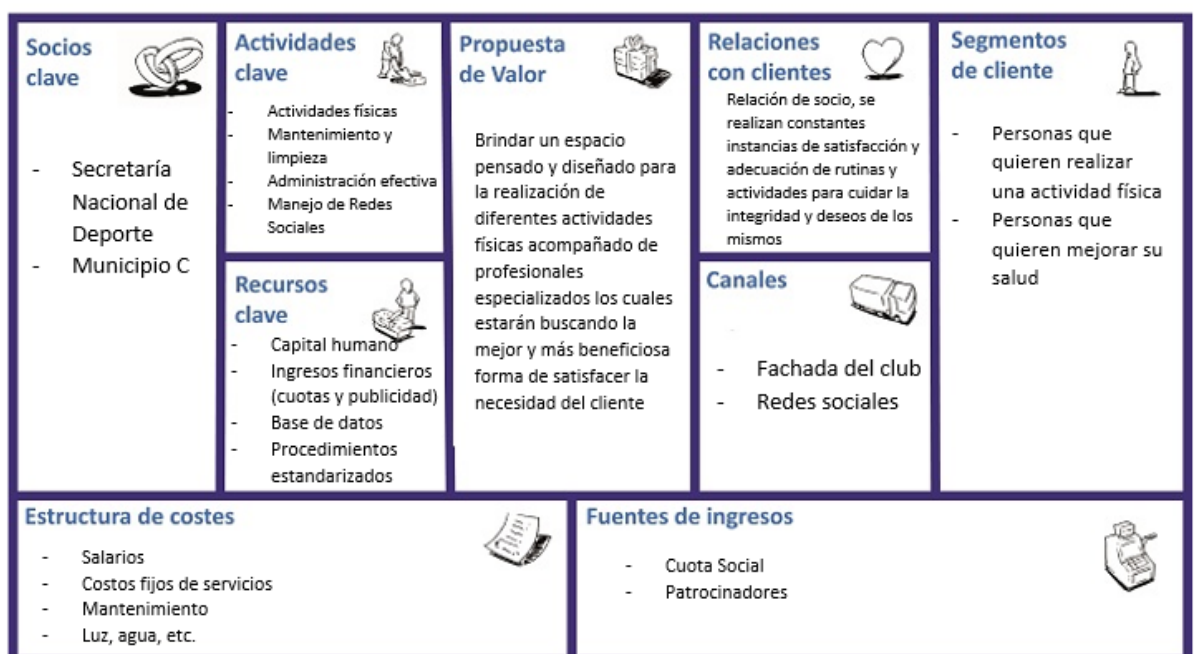 Socios
clave
- Secretaría
Nacional de
Deporte
- Municipio C
Actividades
clave
- Actividades físicas
- Mantenimiento y
limpieza
- Administración efectiva
- Manejo de Redes
Sociales
Recursos
clave
- Capital humano
- Ingresos financieros
(cuotas y publicidad)
- Base de datos
- Procedimientos
estandarizados
Propuesta
de Valor
Brindar un espacio
pensado y diseñado para
la realización de
diferentes actividades
físicas acompañado de
profesionales
especializados los cuales
estarán buscando la
mejor y más beneficiosa
forma de satisfacer la
necesidad del cliente
Relaciones
con clientes
Relación de socio, se
realizan constantes
instancias de satisfacción y
adecuación de rutinas y
actividades para cuidar la
integridad y deseos de los
mismos
Canales
- Fachada del club
- Redes sociales
Segmentos
de cliente
- Personas que
quieren realizar
una actividad física
- Personas que
quieren mejorar su
salud
Estructura de costes
- Salarios
- Costos fijos de servicios
- Mantenimiento
- Luz, agua, etc.
Fuentes de ingresos
- Cuota Social
- Patrocinadores